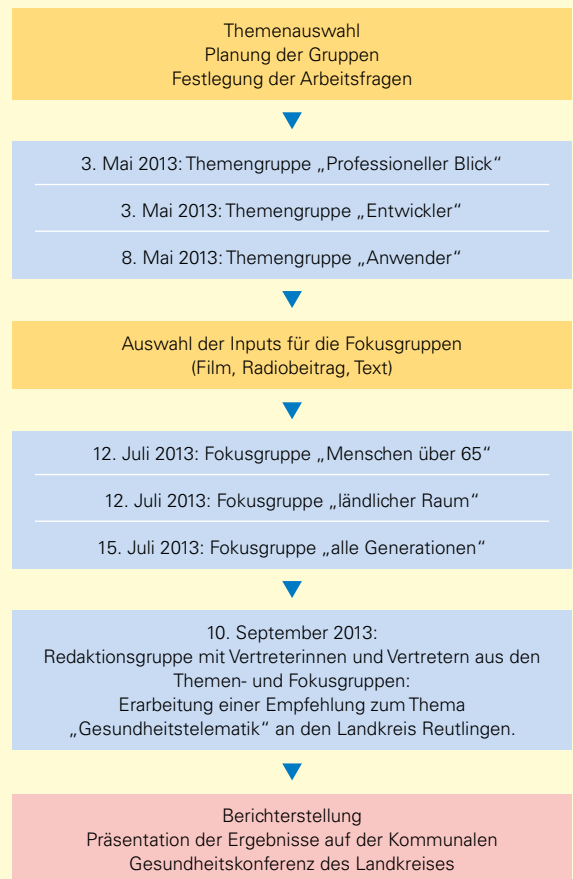 Themenauswahl
Planung der Gruppen
Festlegung der Arbeitsfragen
3. Mai 2013: Themengruppe „Professioneller Blick“
3. Mai 2013: Themengruppe „Entwickler“
8. Mai 2013: Themengruppe „Anwender“
Auswahl der Inputs für die Fokusgruppen
(Film, Radiobeitrag, Text)
12. Juli 2013: Fokusgruppe „Menschen über 65“
12. Juli 2013: Fokusgruppe „ländlicher Raum“
15. Juli 2013: Fokusgruppe „alle Generationen“
10. September 2013:
Redaktionsgruppe mit Vertreterinnen und Vertretern aus den
Themen- und Fokusgruppen:
Erarbeitung einer Empfehlung zum Thema
„Gesundheitstelematik“ an den Landkreis Reutlingen.
Berichterstellung
Präsentation der Ergebnisse auf der Kommunalen
Gesundheitskonferenz des Landkreises